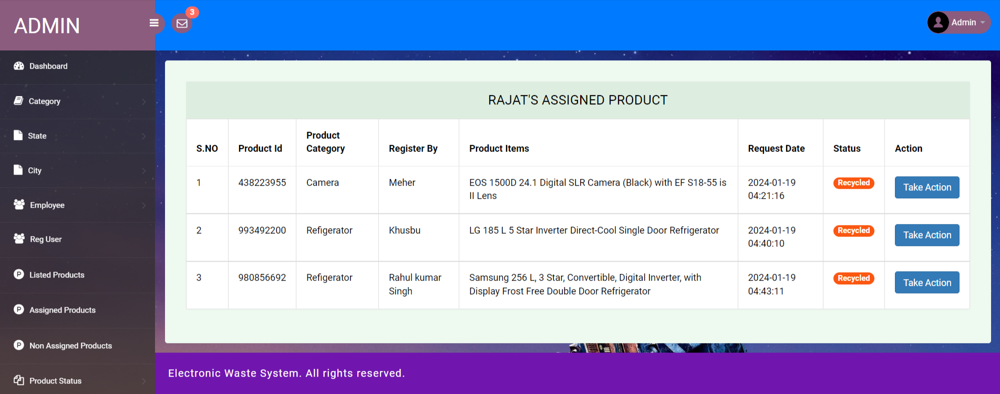 ADMIN
3
Admin
Dashboard
Category
State
City
Employee
Reg User
Listed Products
Assigned Products
Non Assigned Products
Product Status
RAJAT'S ASSIGNED PRODUCT
S.NO Product Id Product Category Register By Product Items Request Date Status Action
1 438223955 Camera Meher EOS 1500D 24.1 Digital SLR Camera (Black) with EF S18-55 is 2024-01-19 Recycled Take Action
II Lens 04:21:16
2 993492200 Refigerator Khusbu LG 185 L 5 Star Inverter Direct-Cool Single Door Refrigerator 2024-01-19 Recycled Take Action
04:40:10
3 980856692 Refigerator Rahul kumar Samsung 256 L, 3 Star, Convertible, Digital Inverter, with 2024-01-19 Recycled Take Action
Singh Display Frost Free Double Door Refrigerator 04:43:11
Electronic Waste System. All rights reserved.